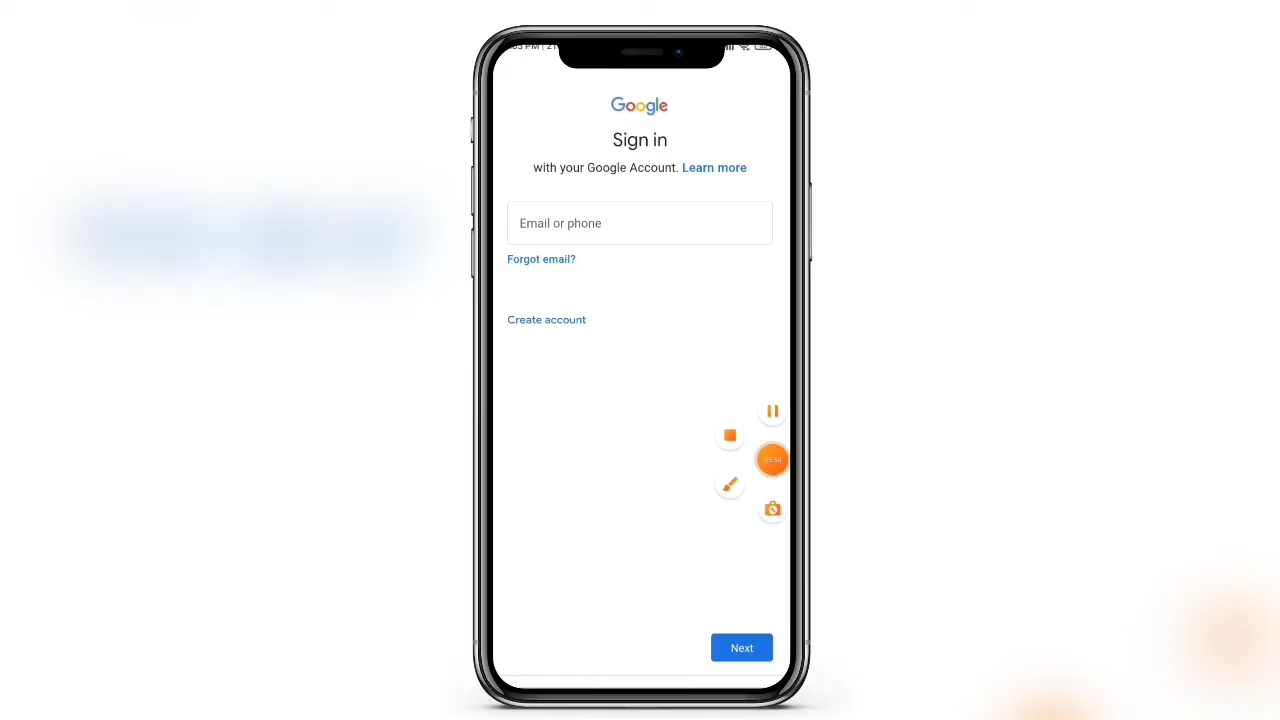 Google
Sign in
with your Google Account. Learn more
Email or phone
Forgot email?
Create account
Next